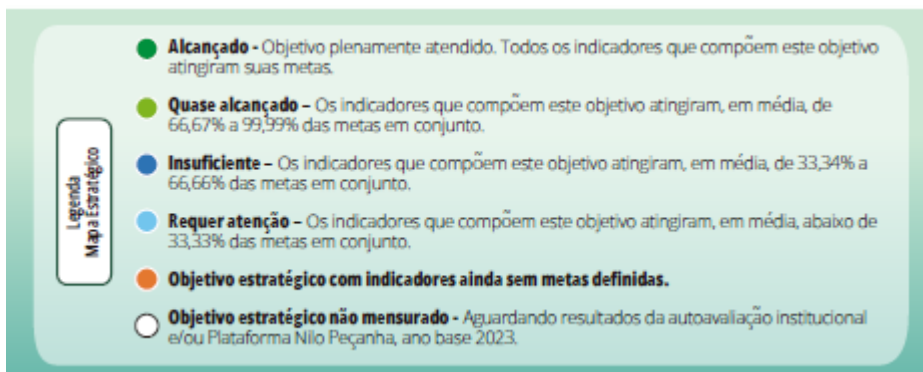 Legenda
Mapa Estratégico
Alcançado - Objetivo plenamente atendido. Todos os indicadores que compõem este objetivo
atingiram suas metas.
Quase alcançado – Os indicadores que compõem este objetivo atingiram, em média, de
66,67% a 99,99% das metas em conjunto.
Insuficiente – Os indicadores que compõem este objetivo atingiram, em média, de 33,34% a
66,66% das metas em conjunto.
Requer atenção – Os indicadores que compõem este objetivo atingiram, em média, abaixo de
33,33% das metas em conjunto.
Objetivo estratégico com indicadores ainda sem metas definidas.
Objetivo estratégico não mensurado - Aguardando resultados da autoavaliação institucional
e/ou Plataforma Nilo Peçanha, ano base 2023.